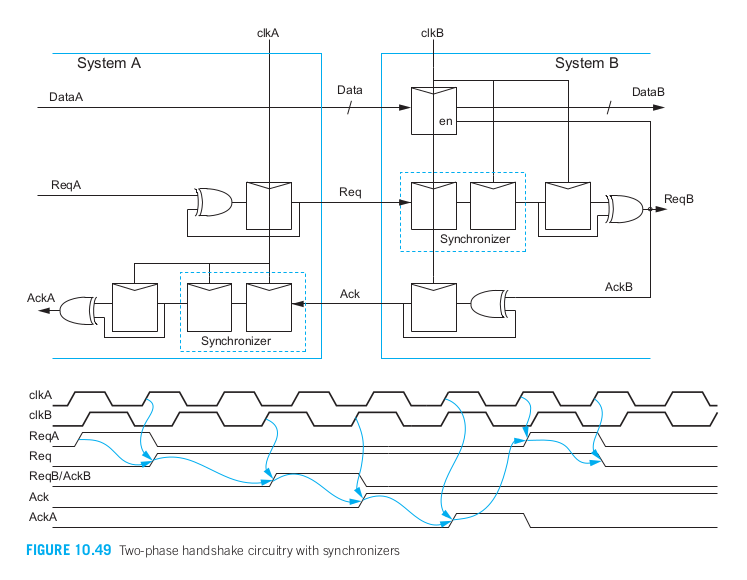 clkA
clkB
System A
System B
DataA
Data
DataB
en
ReqA
Req
ReqB
Synchronizer
AckA
Ack
AckB
Synchronizer
clkA
clkB
ReqA
Req
ReqB/AckB
Ack
AckA
FIGURE 10.49 Two-phase handshake circuitry with synchronizers